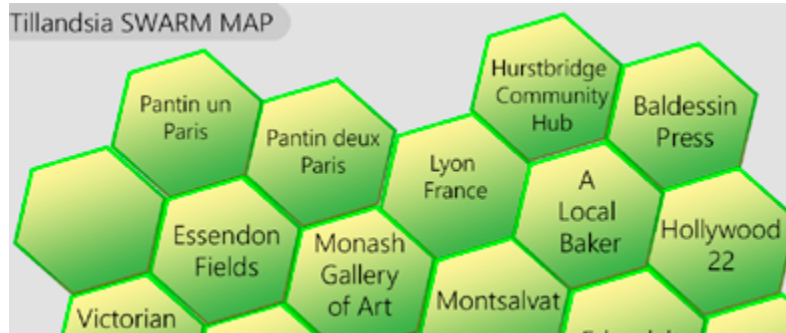 Tillandsia SWARM MAP
Pantin un
Paris
Pantin deux
Paris
Lyon
France
Hurstbridge
Community
Hub
Baldessin
Press
Essendon
Fields
Monash
Gallery
of Art
A
Local
Baker
Hollywood
22
Victorian
Montsalvat